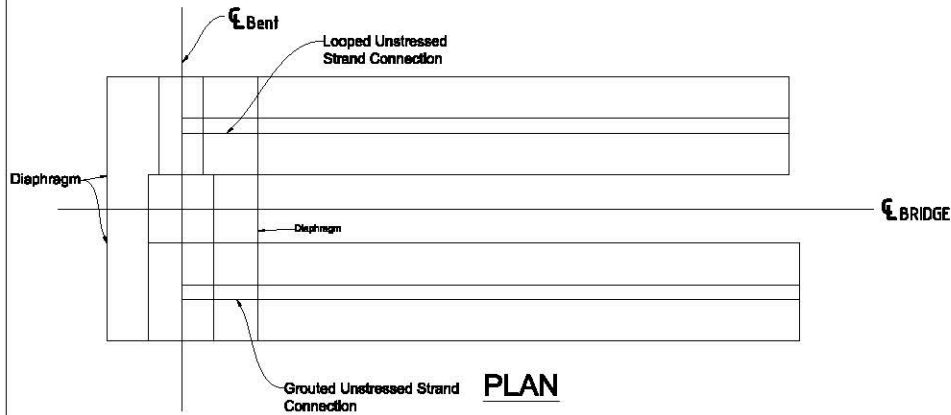 ℄ Bent
Looped Unstressed
Strand Connection
Diaphragm
℄ BRIDGE
Diaphragm
Grouted Unstressed Strand
Connection
PLAN